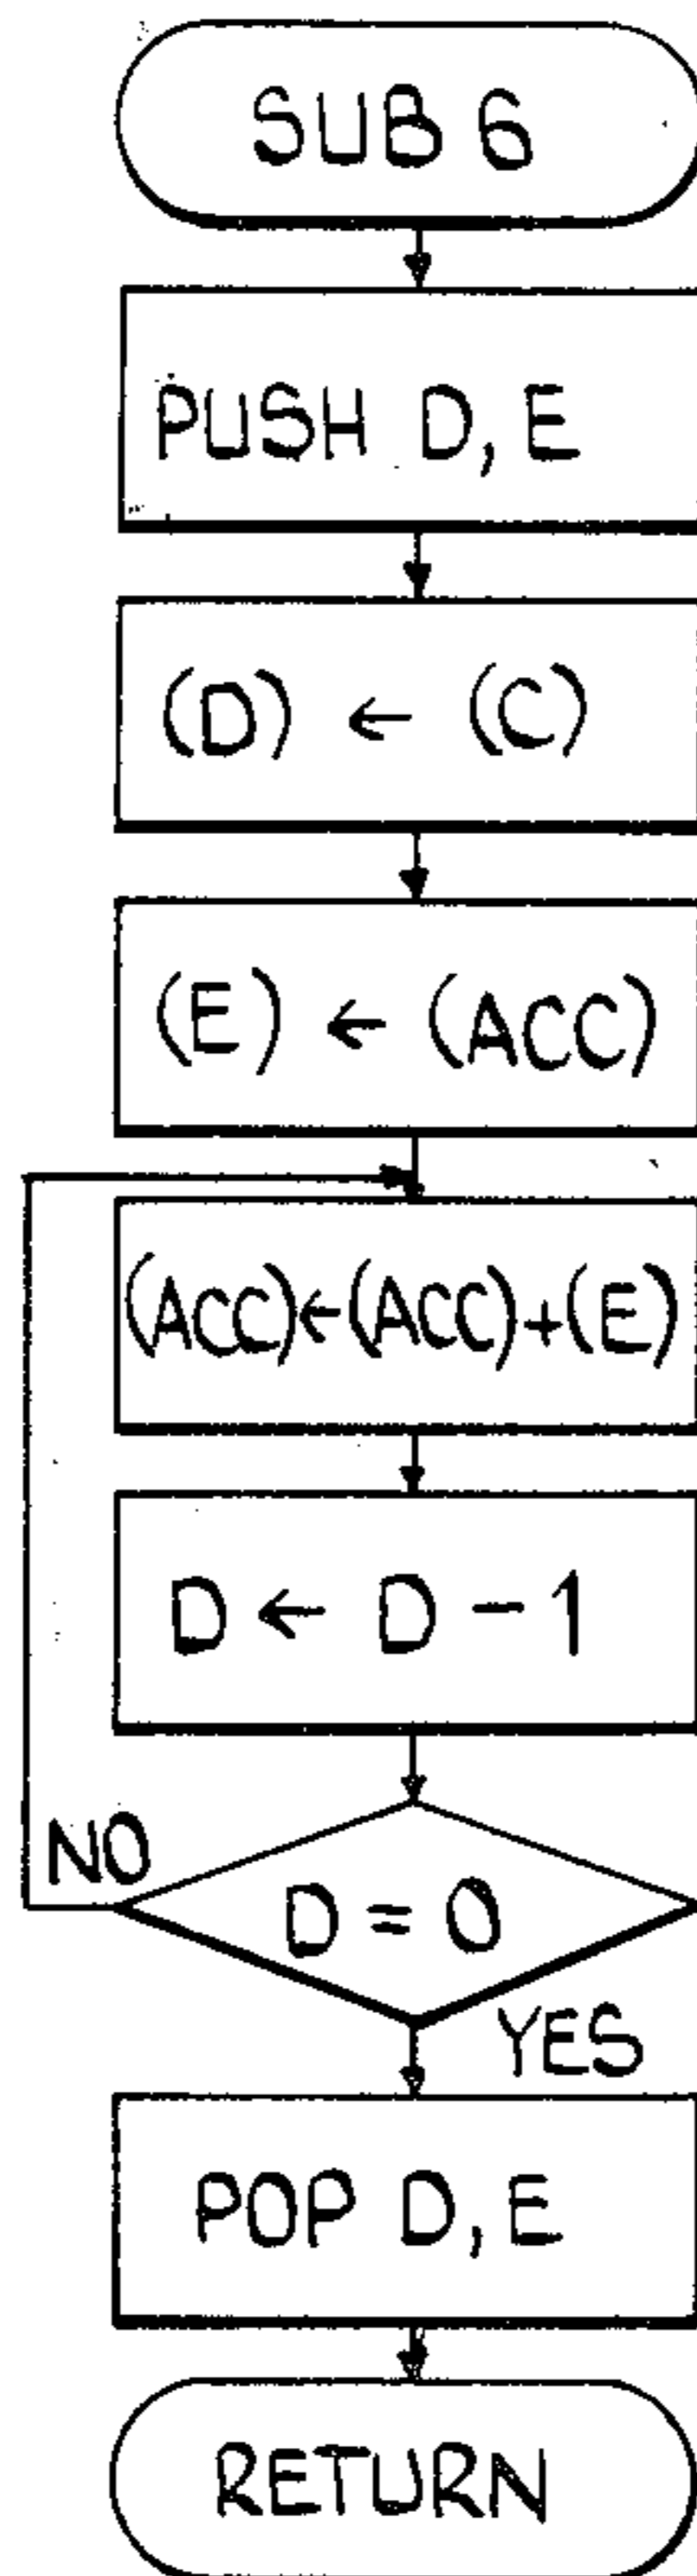 SUB 6
PUSH D, E
(D) ← (C)
(E) ← (ACC)
(ACC)←(ACC)+(E)
D ← D - 1
NO
D = 0
YES
POP D, E
RETURN